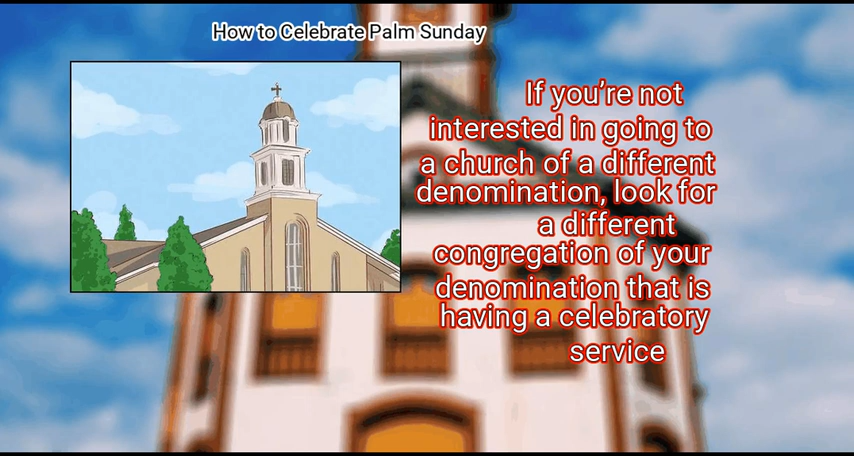 How to Celebrate Palm Sunday
If you’re not
interested in going to
a church of a different
denomination, look for
a different
congregation of your
denomination that is
having a celebratory
service